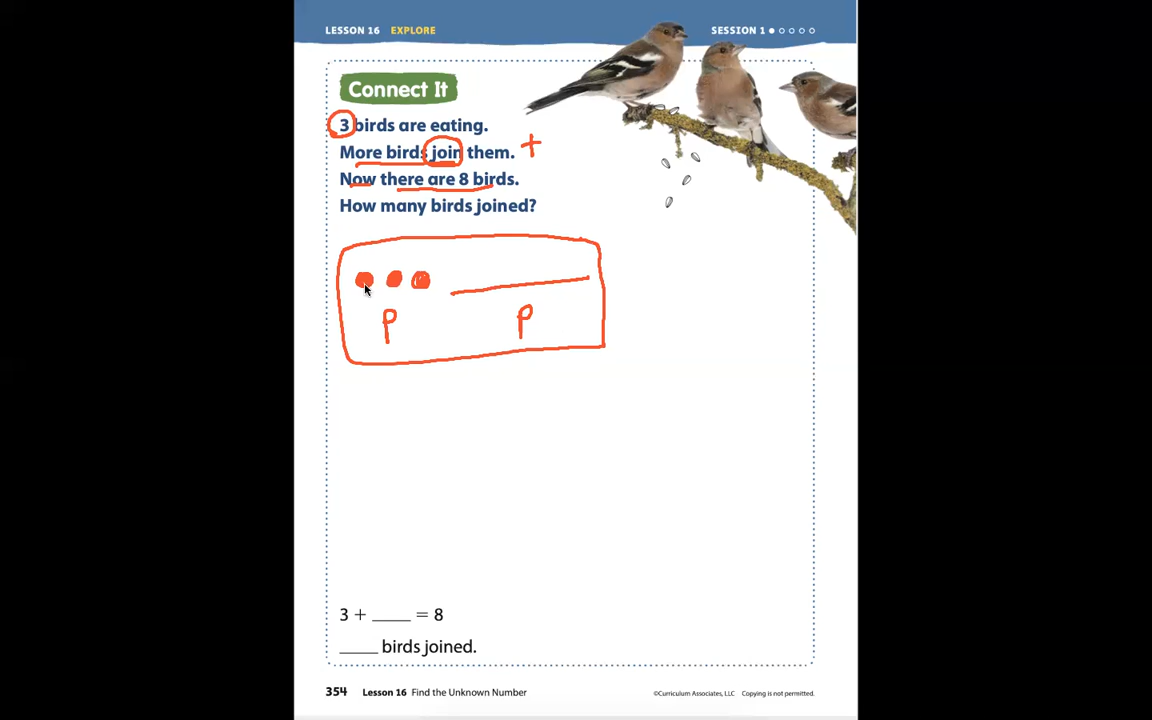 LESSON 16 EXPLORE SESSION 1
Connect It
3 birds are eating.
More birds join them. +
Now there are 8 birds.
How many birds joined?
P P
3 + ____ = 8
____ birds joined.
354 Lesson 16 Find the Unknown Number ©Curriculum Associates, LLC Copying is not permitted.